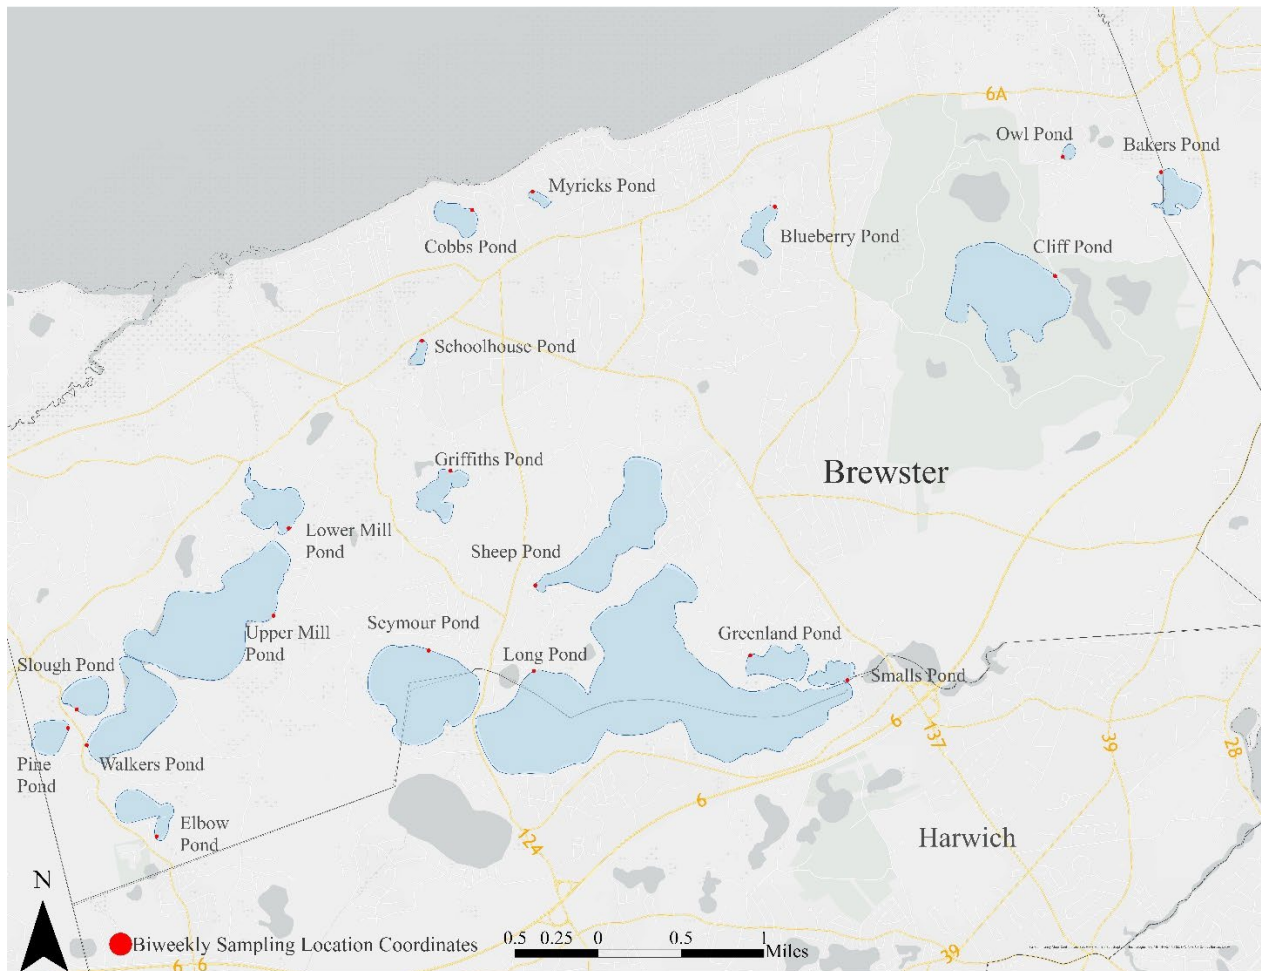 6A
Owl Pond
Bakers Pond
Myricks Pond
Cobbs Pond
Blueberry Pond
Cliff Pond
Schoolhouse Pond
Griffiths Pond
Brewster
Lower Mill
Pond
Sheep Pond
Upper Mill
Pond
Seymour Pond
Greenland Pond
Slough Pond
Long Pond
Smalls Pond
6
137
39
28
Pine
Pond
Walkers Pond
6
Elbow
Pond
124
Harwich
N
Biweekly Sampling Location Coordinates
0.5 0.25 0 0.5 1
Miles
39
6 6